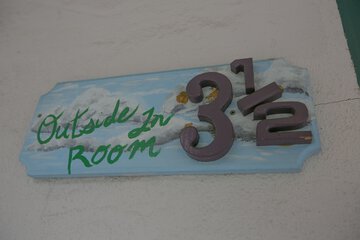 Outside In
Room 3 1/2